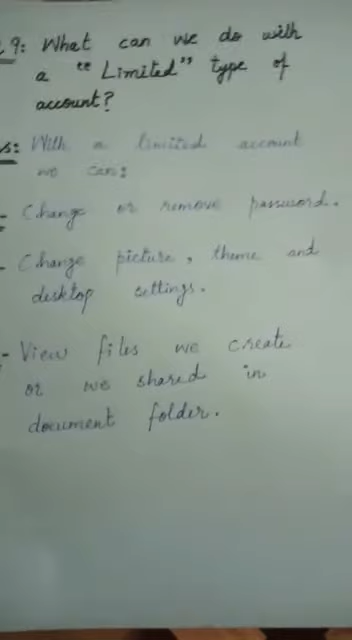 9: What can we do with
a "Limited" type of
account?
s: With a limited account
we can:
- Change or remove password.
- Change picture, theme and
desktop settings.
- View files we create
or we shared in
document folder.